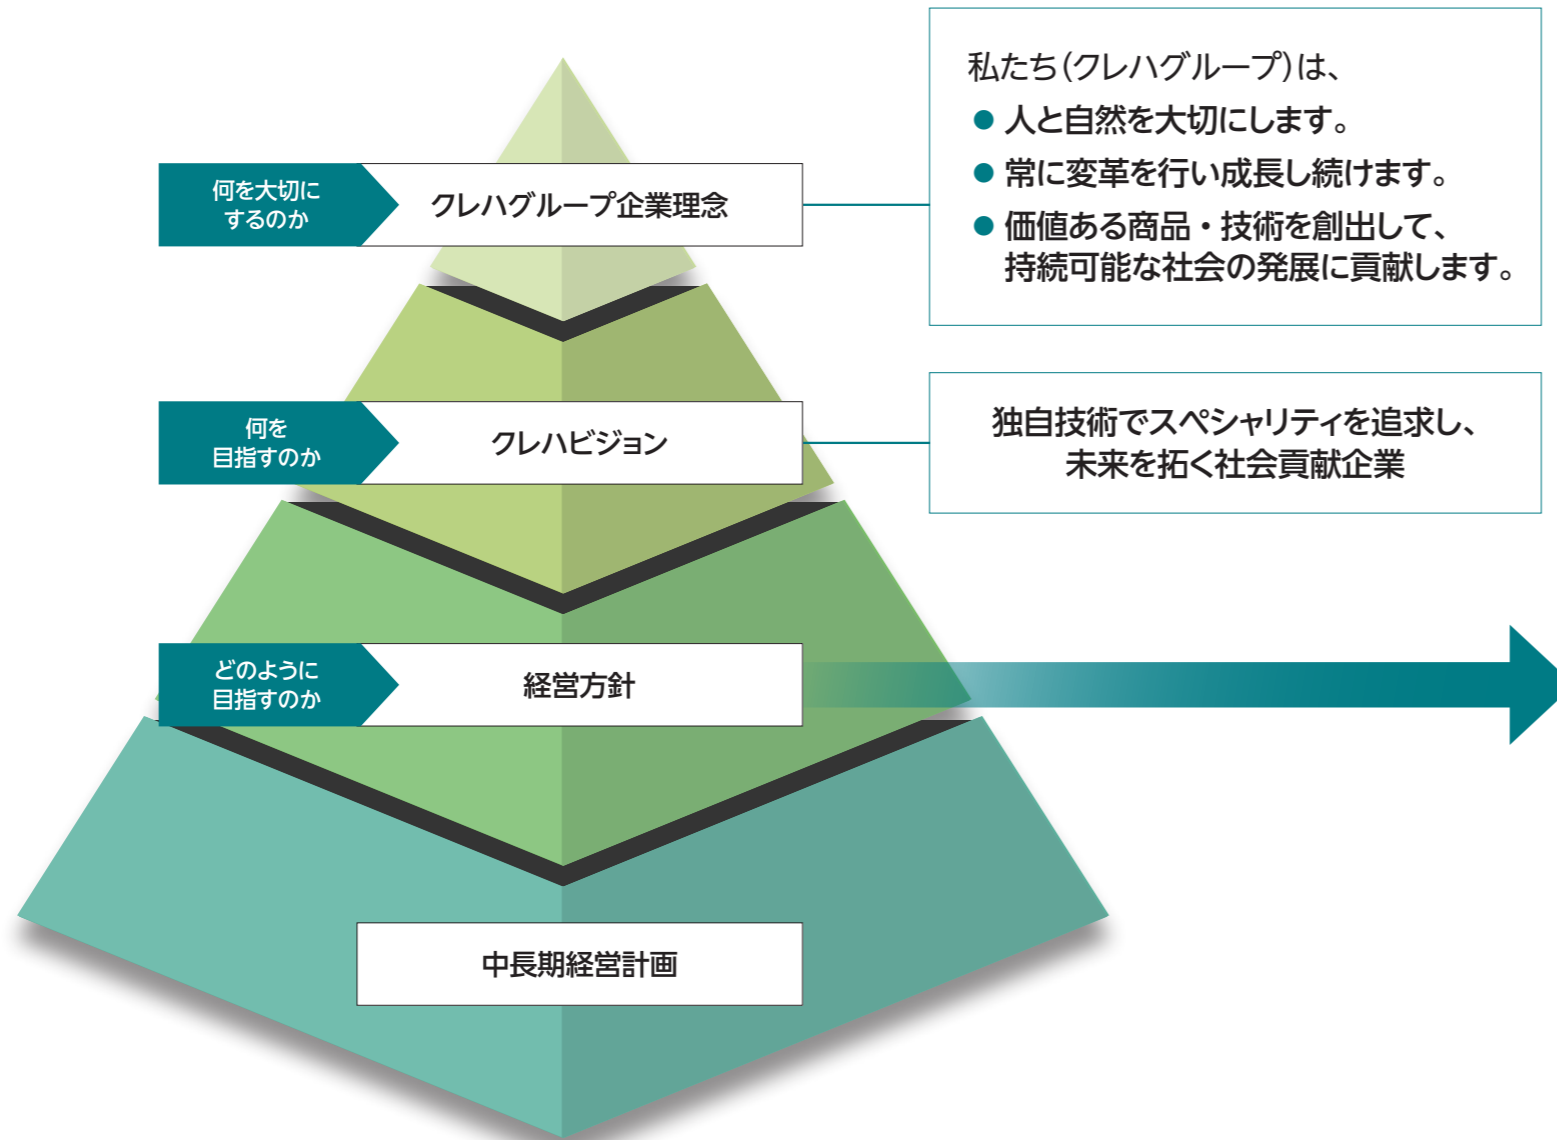 私たち(クレハグループ)は、
● 人と自然を大切にします。
● 常に変革を行い成長し続けます。
● 価値ある商品・技術を創出して、
持続可能な社会の発展に貢献します。
何を大切に
するのか
クレハグループ企業理念
何を
目指すのか
クレハビジョン
独自技術でスペシャリティを追求し、
未来を拓く社会貢献企業
どのように
目指すのか
経営方針
中長期経営計画